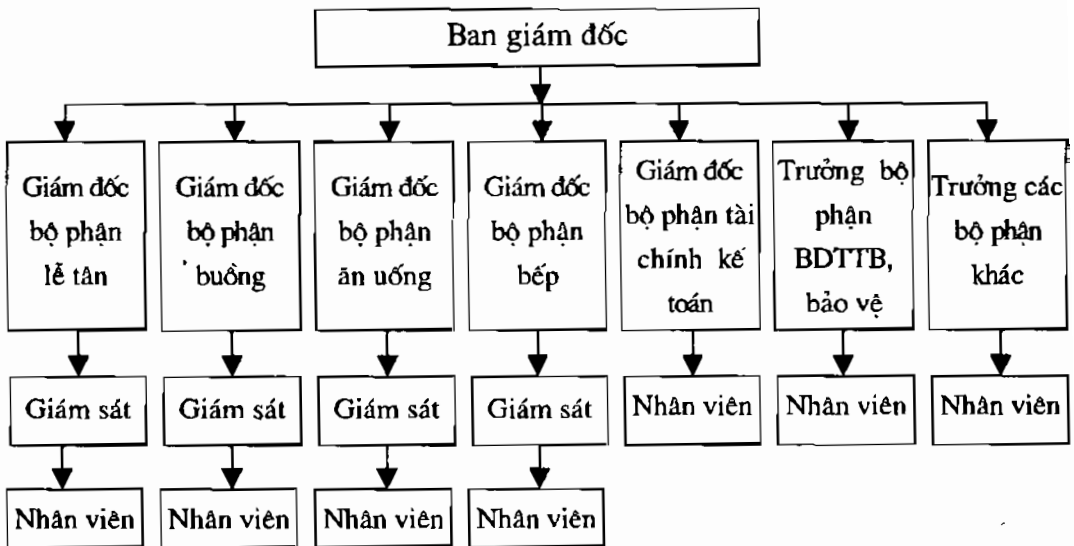 Ban giám đốc
Giám đốc
bộ phận
lễ tân
Giám đốc
bộ phận
buồng
Giám đốc
bộ phận
ăn uống
Giám đốc
bộ phận
bếp
Giám đốc
bộ phận tài
chính kế
toán
Trưởng bộ
phận
BDTTB,
bảo vệ
Trưởng các
bộ phận
khác
Giám sát
Giám sát
Giám sát
Giám sát
Nhân viên
Nhân viên
Nhân viên
Nhân viên
Nhân viên
Nhân viên
Nhân viên